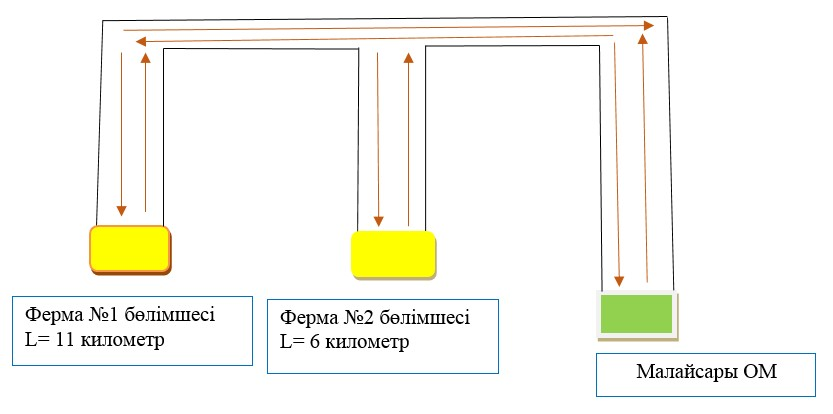 Ферма №1 бөлімшесі
L= 11 километр
Ферма №2 бөлімшесі
L= 6 километр
Малайсары ОМ